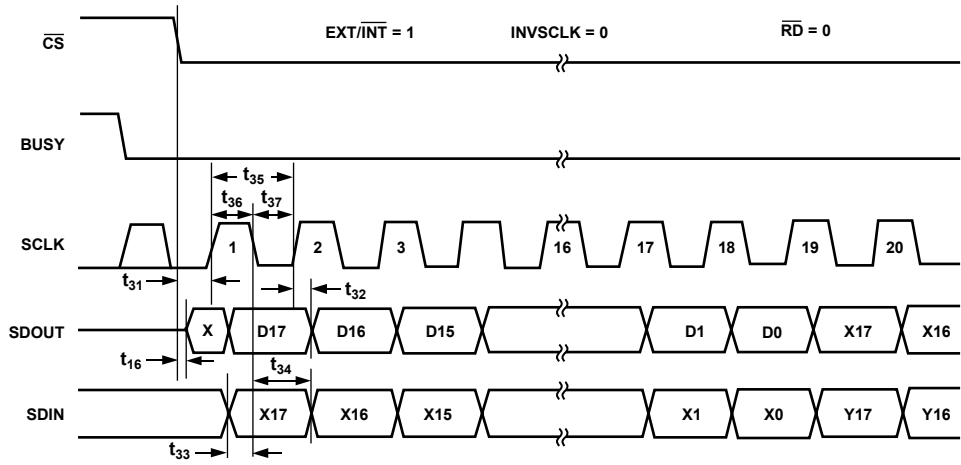 EXT/INT = 1 INVSCLK = 0 RD = 0
CS
BUSY
t35
t36 t37
SCLK 1 2 3 16 17 18 19 20
t31 t32
SDOUT X D17 D16 D15 D1 D0 X17 X16
t16 t34
SDIN X17 X16 X15 X1 X0 Y17 Y16
t33